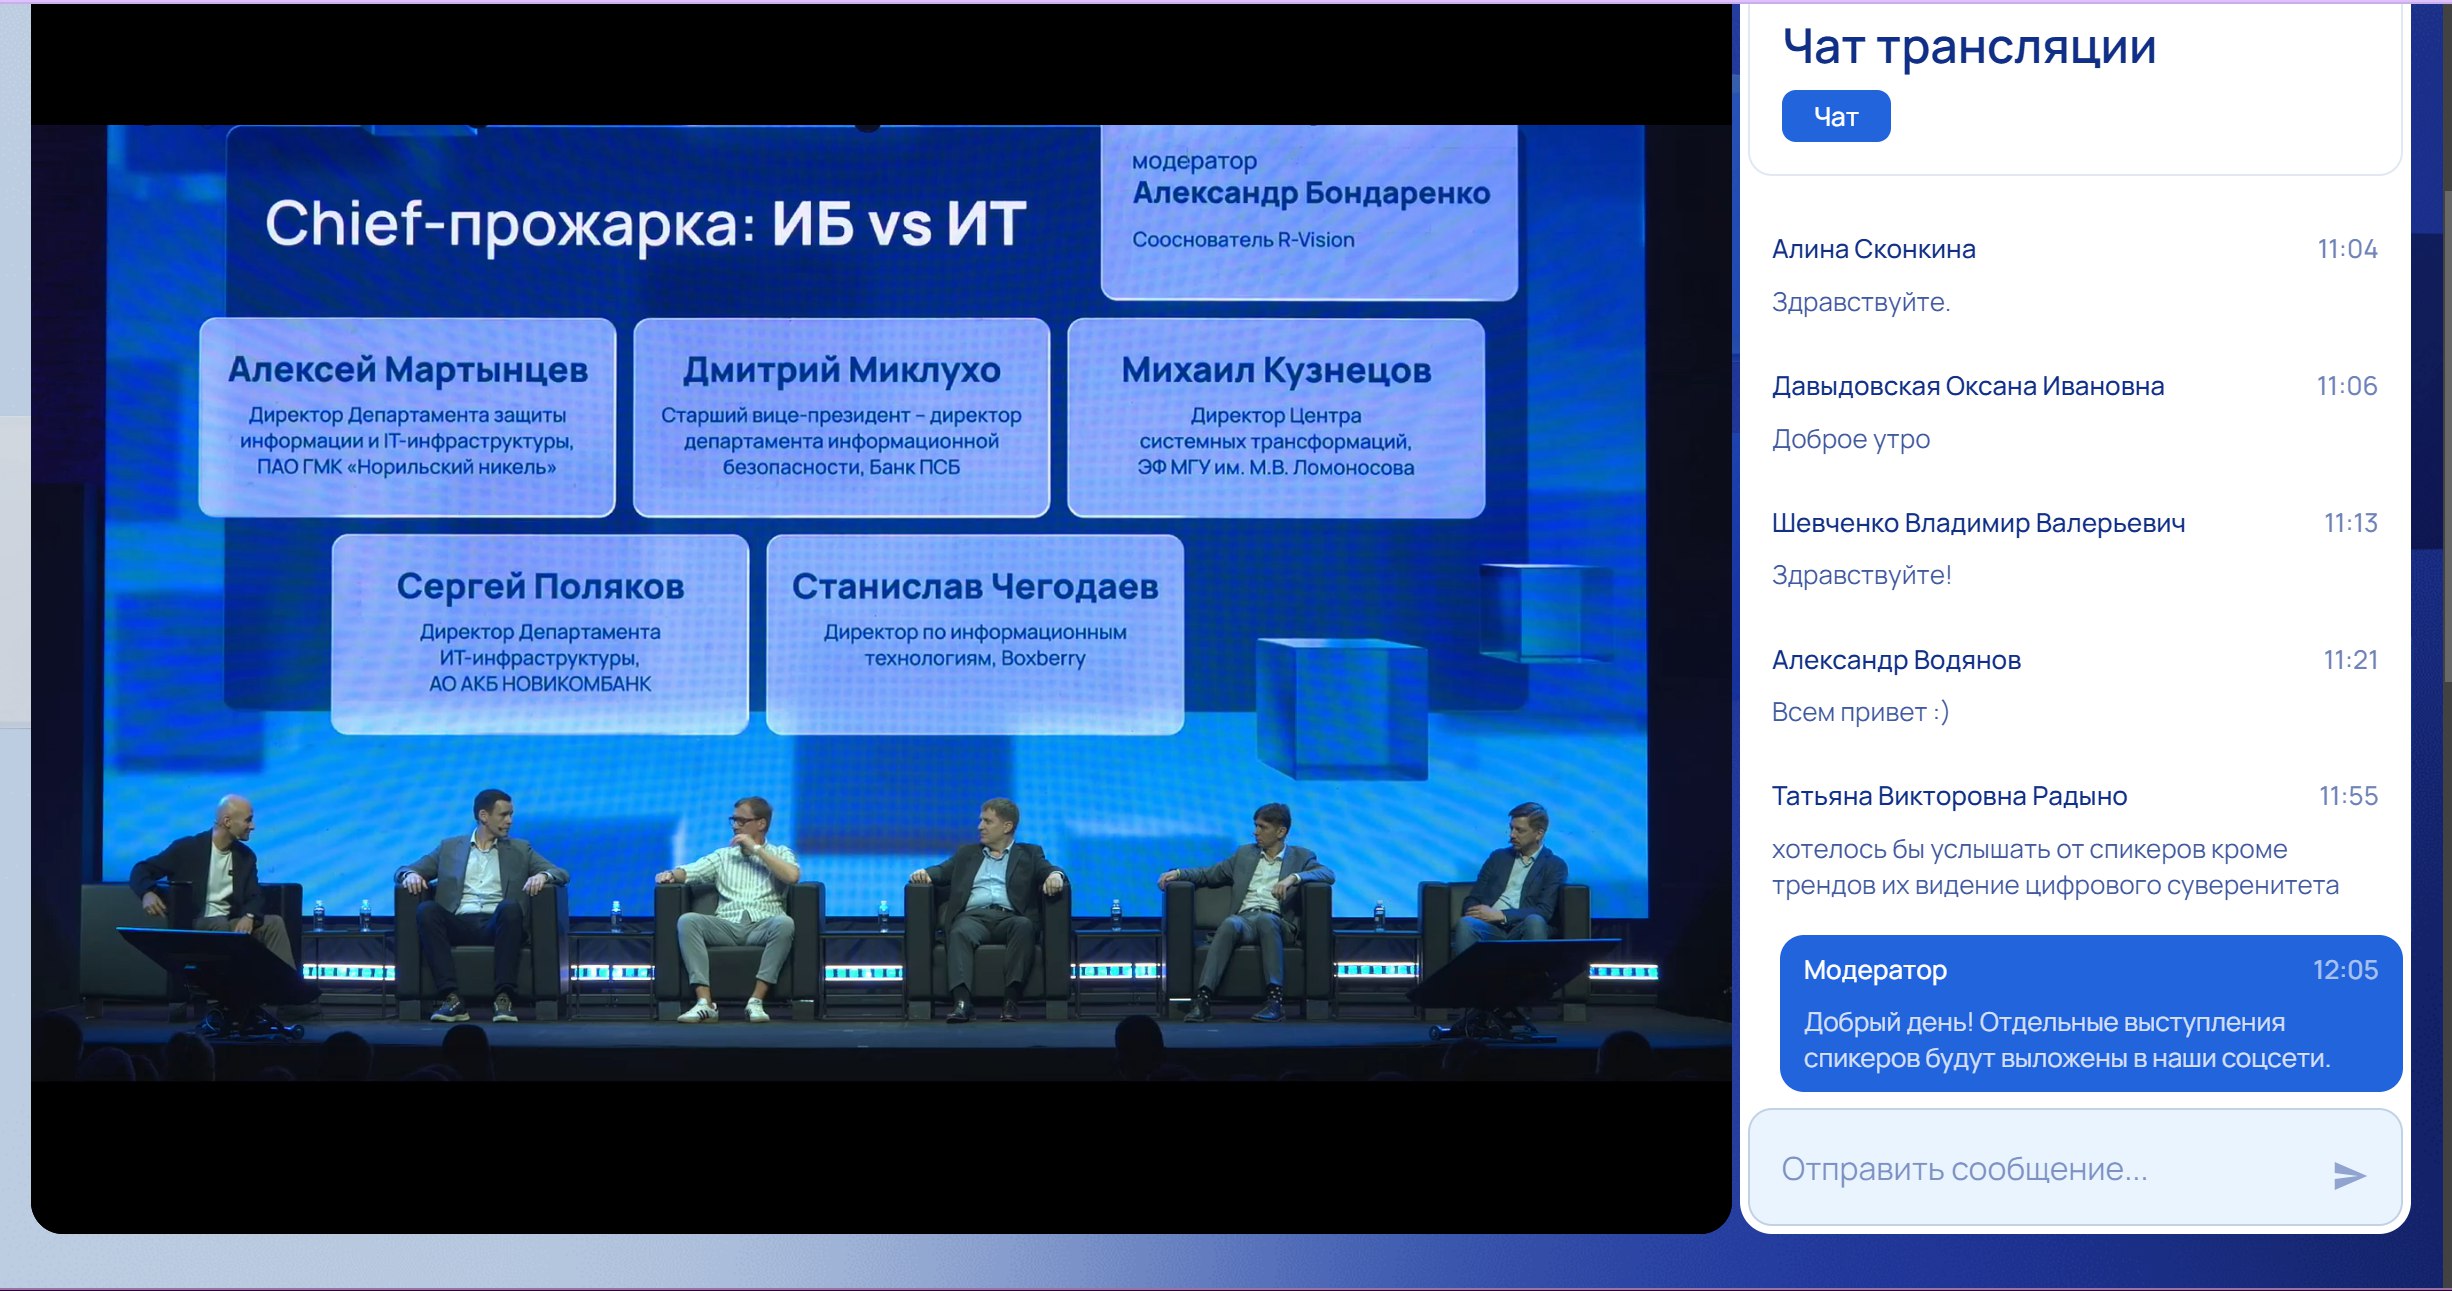 Chief-прожарка: ИБ vs ИТ
модератор
Александр Бондаренко
Сооснователь R-Vision
Алексей Мартынцев
Директор Департамента защиты
информации и IT-инфраструктуры,
ПАО ГМК «Норильский никель»
Дмитрий Миклухо
Старший вице-президент – директор
департамента информационной
безопасности, Банк ПСБ
Михаил Кузнецов
Директор Центра
системных трансформаций,
ЭФ МГУ им. М.В. Ломоносова
Сергей Поляков
Директор Департамента
ИТ-инфраструктуры,
АО АКБ НОВИКОМБАНК
Станислав Чегодаев
Директор по информационным
технологиям, Boxberry
Чат трансляции
Чат
Алина Сконкина 11:04
Здравствуйте.
Давыдовская Оксана Ивановна 11:06
Доброе утро
Шевченко Владимир Валерьевич 11:13
Здравствуйте!
Александр Водянов 11:21
Всем привет :)
Татьяна Викторовна Радыно 11:55
хотелось бы услышать от спикеров кроме
трендов их видение цифрового суверенитета
Модератор 12:05
Добрый день! Отдельные выступления
спикеров будут выложены в наши соцсети.
Отправить сообщение...